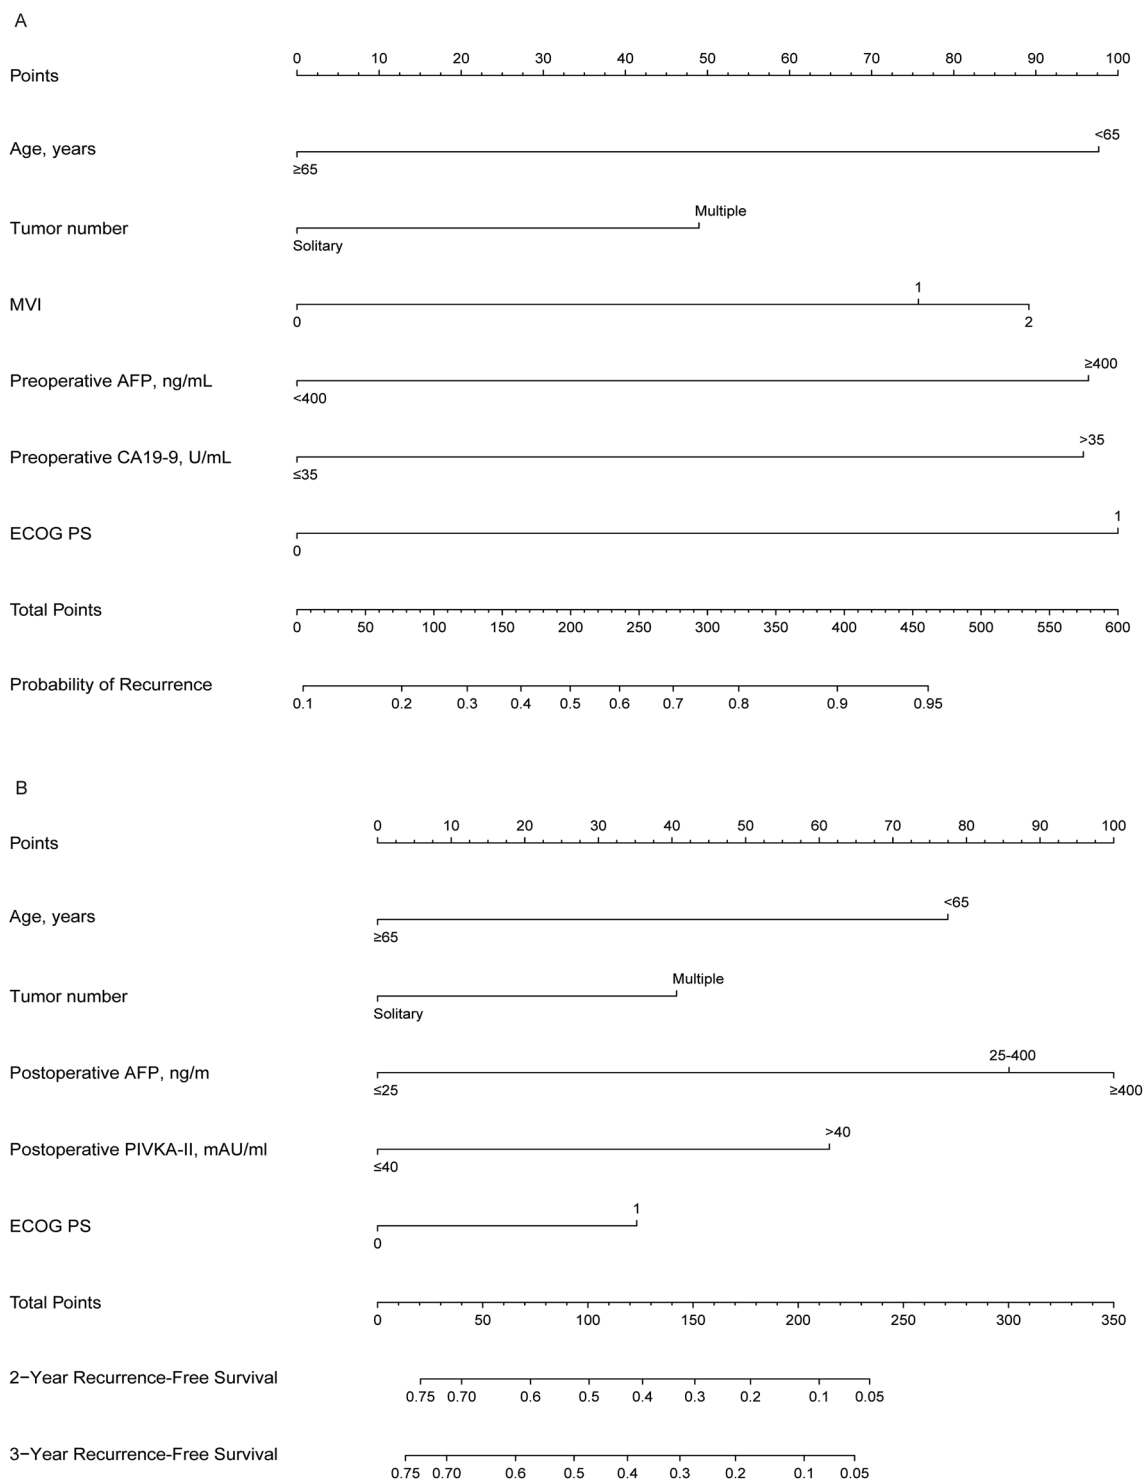 A
0 10 20 30 40 50 60 70 80 90 100
Points
<65
Age, years
≥65
Multiple
Tumor number
Solitary
1
MVI
0 2
≥400
Preoperative AFP, ng/mL
<400
>35
Preoperative CA19-9, U/mL
≤35
1
ECOG PS
0
Total Points
0 50 100 150 200 250 300 350 400 450 500 550 600
Probability of Recurrence
0.1 0.2 0.3 0.4 0.5 0.6 0.7 0.8 0.9 0.95
B
0 10 20 30 40 50 60 70 80 90 100
Points
<65
Age, years
≥65
Multiple
Tumor number
Solitary
25-400
Postoperative AFP, ng/m
≤25 ≥400
>40
Postoperative PIVKA-II, mAU/ml
≤40
1
ECOG PS
0
Total Points
0 50 100 150 200 250 300 350
2−Year Recurrence-Free Survival
0.75 0.70 0.6 0.5 0.4 0.3 0.2 0.1 0.05
3−Year Recurrence-Free Survival
0.75 0.70 0.6 0.5 0.4 0.3 0.2 0.1 0.05